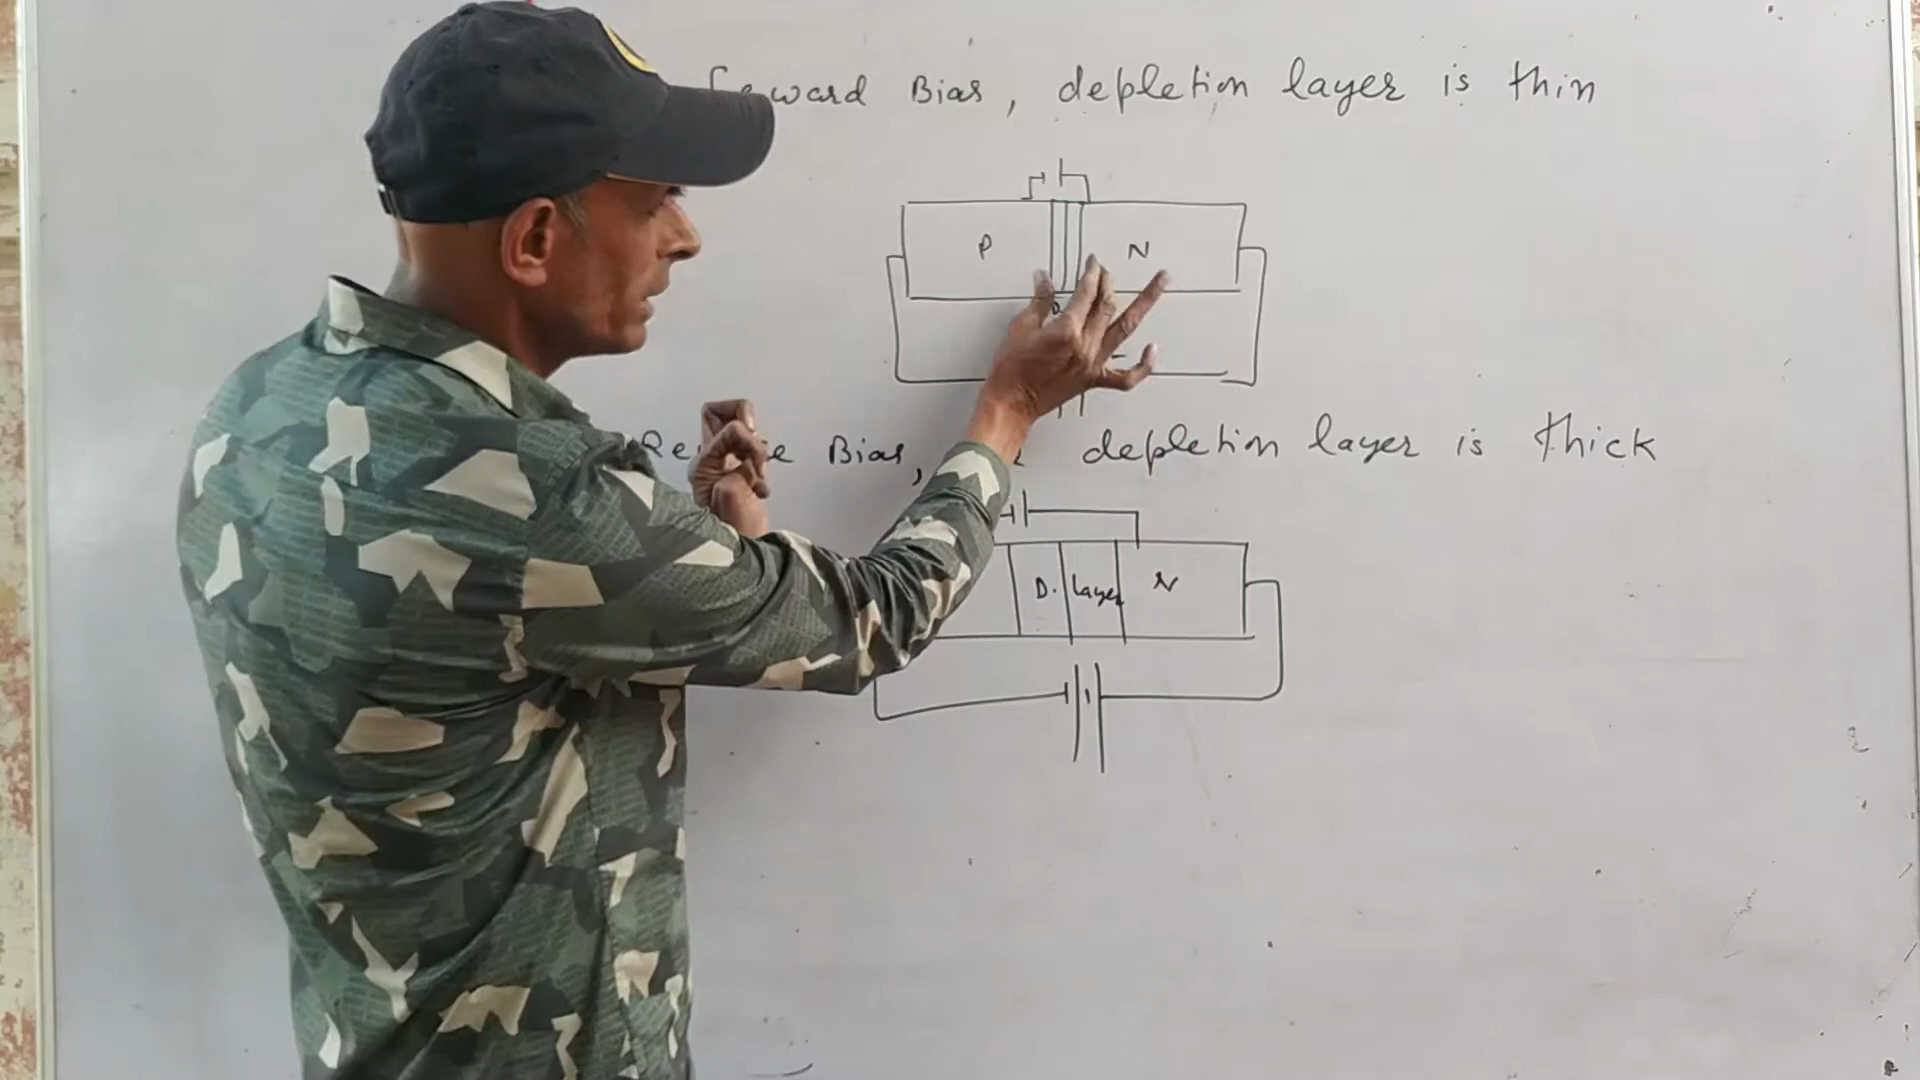 Bias, depletion layer is thin
P N
Bias, depletion layer is thick
D. Layer N